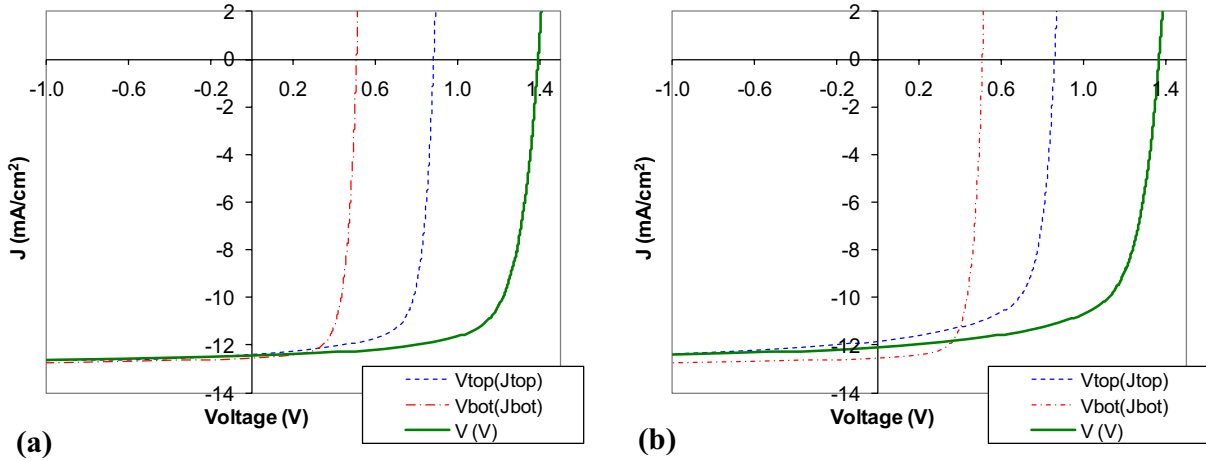 2
0
-1.0 -0.6 -0.2 0.2 0.6 1.0 1.4
-2
-4
-6
-8
-10
-12
-14
J (mA/cm²)
Voltage (V)
Vtop(Jtop)
Vbot(Jbot)
V (V)
(a)
2
0
-1.0 -0.6 -0.2 0.2 0.6 1.0 1.4
-2
-4
-6
-8
-10
-12
-14
J (mA/cm²)
Voltage (V)
Vtop(Jtop)
Vbot(Jbot)
V (V)
(b)